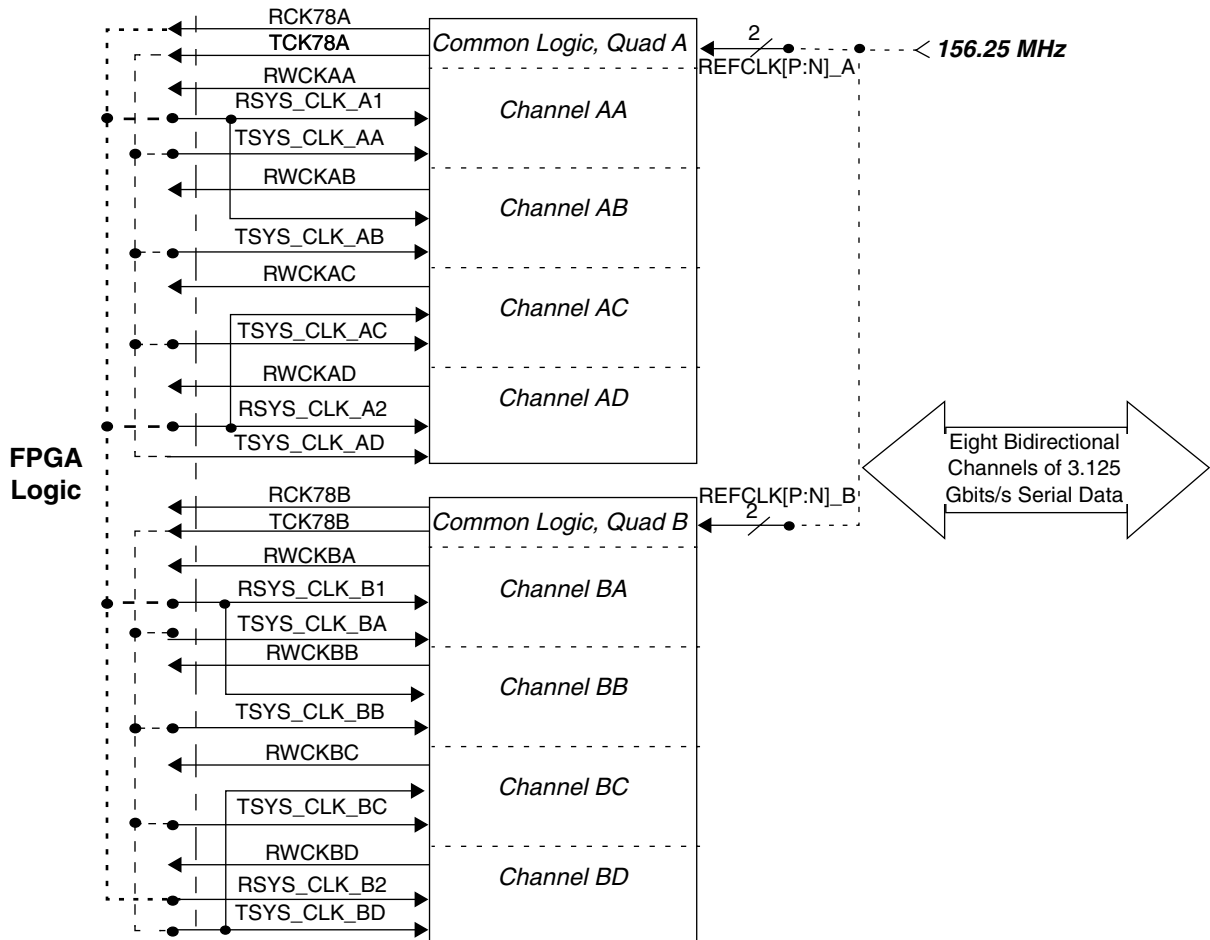 RCK78A
TCK78A
Common Logic, Quad A
2
REFCLK[P:N]_A
156.25 MHz
RWCKAA
RSYS_CLK_A1
Channel AA
TSYS_CLK_AA
RWCKAB
Channel AB
TSYS_CLK_AB
RWCKAC
Channel AC
TSYS_CLK_AC
RWCKAD
Channel AD
RSYS_CLK_A2
TSYS_CLK_AD
FPGA
Logic
Eight Bidirectional
Channels of 3.125
Gbits/s Serial Data
RCK78B
TCK78B
Common Logic, Quad B
REFCLK[P:N]_B
2
RWCKBA
RSYS_CLK_B1
Channel BA
TSYS_CLK_BA
RWCKBB
Channel BB
TSYS_CLK_BB
RWCKBC
Channel BC
TSYS_CLK_BC
RWCKBD
Channel BD
RSYS_CLK_B2
TSYS_CLK_BD